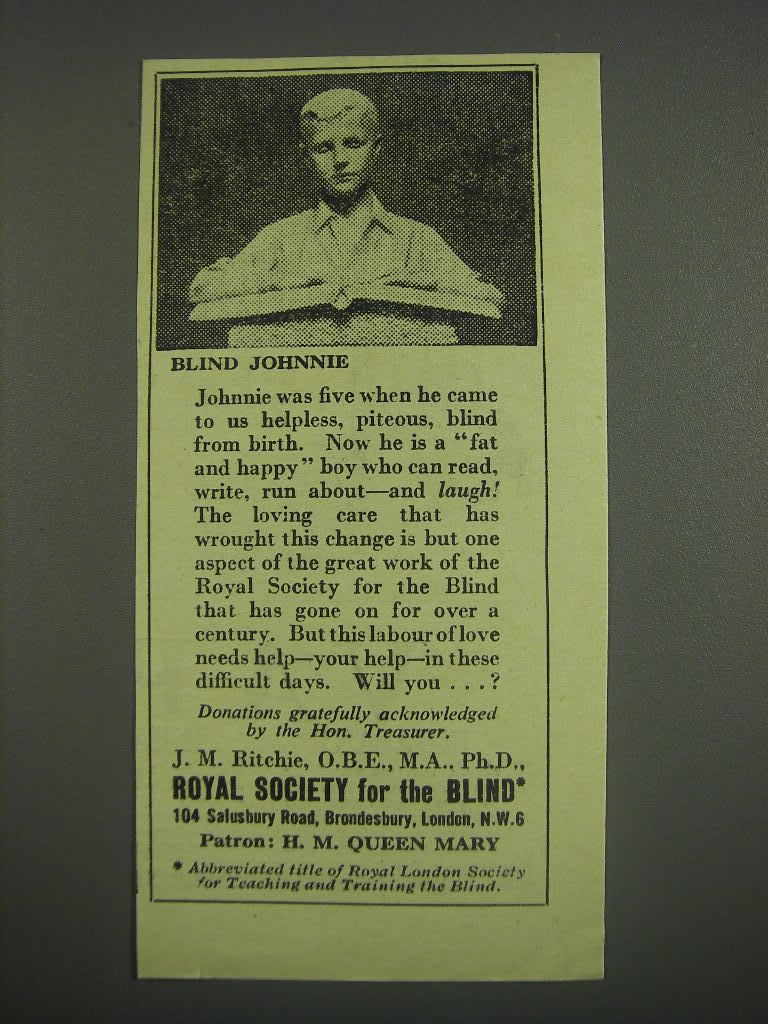 BLIND JOHNNIE
Johnnie was five when he came
to us helpless, piteous, blind
from birth. Now he is a "fat
and happy" boy who can read,
write, run about—and laugh!
The loving care that has
wrought this change is but one
aspect of the great work of the
Royal Society for the Blind
that has gone on for over a
century. But this labour of love
needs help—your help—in these
difficult days. Will you . . . ?
Donations gratefully acknowledged
by the Hon. Treasurer.
J. M. Ritchie, O.B.E., M.A.. Ph.D.,
ROYAL SOCIETY for the BLIND*
104 Salusbury Road, Brondesbury, London, N.W.6
Patron: H. M. QUEEN MARY
* Abbreviated title of Royal London Society
for Teaching and Training the Blind.